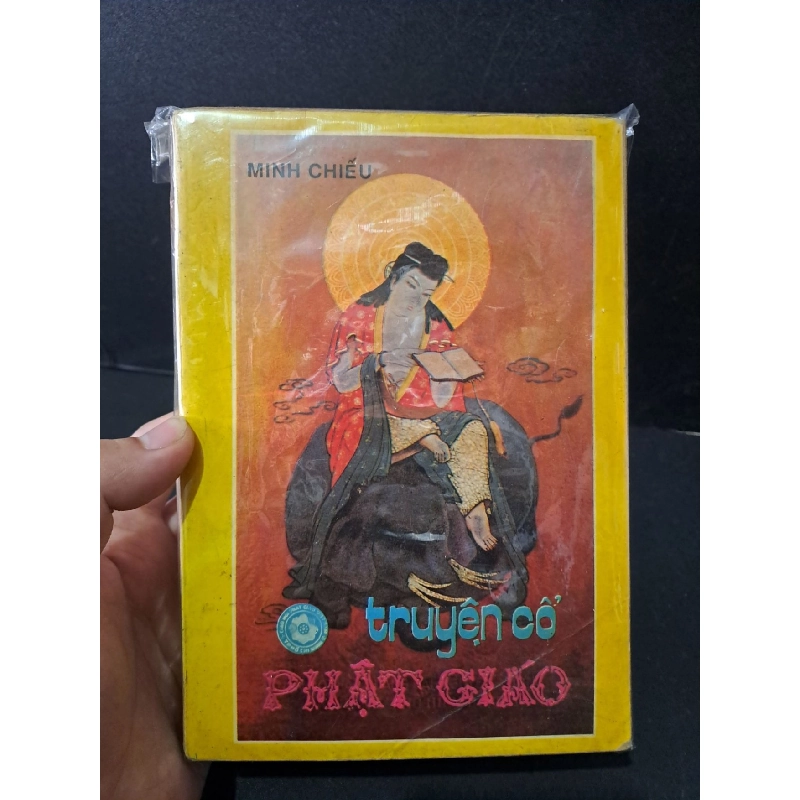 MINH CHIẾU
truyện cổ
PHẬT GIÁO